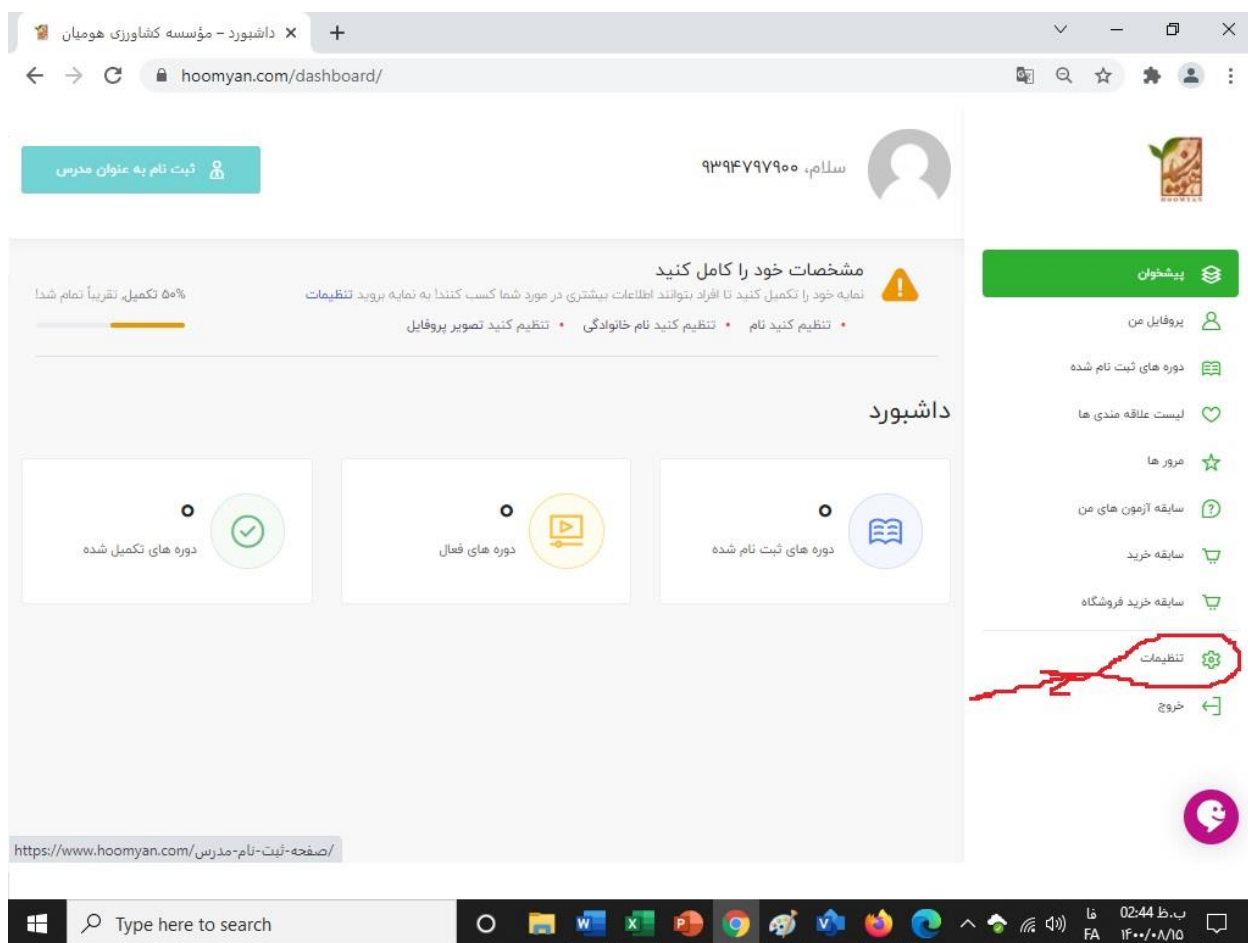 داشبورد – مؤسسه کشاورزی هومیان
hoomyan.com/dashboard/
HOOMYAN
سلام، ۹۳۹۴۷۹۷۹۰۰
ثبت نام به عنوان مدرس
پیشخوان
پروفایل من
دوره های ثبت نام شده
لیست علاقه مندی ها
مرور ها
سابقه آزمون های من
سابقه خرید
سابقه خرید فروشگاه
تنظیمات
خروج
مشخصات خود را کامل کنید
نمایه خود را تکمیل کنید تا افراد بتوانند اطلاعات بیشتری در مورد شما کسب کنند! به نمایه بروید تنظیمات
• تنظیم کنید نام • تنظیم کنید نام خانوادگی • تنظیم کنید تصویر پروفایل
۵۰% تکمیل, تقریباً تمام شد!
داشبورد
۰
دوره های ثبت نام شده
۰
دوره های فعال
۰
دوره های تکمیل شده
https://www.hoomyan.com/صفحه-ثبت-نام-مدرس/
Type here to search
فا
FA
02:44 ب.ظ
۱۴۰۰/۰۸/۱۵